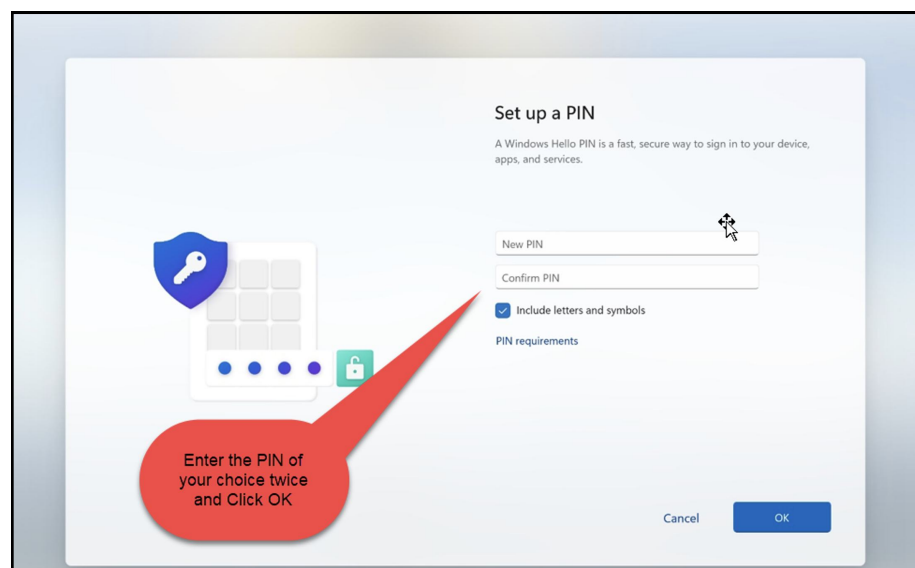 Set up a PIN
A Windows Hello PIN is a fast, secure way to sign in to your device,
apps, and services.
New PIN
Confirm PIN
Include letters and symbols
PIN requirements
Enter the PIN of
your choice twice
and Click OK
Cancel
OK